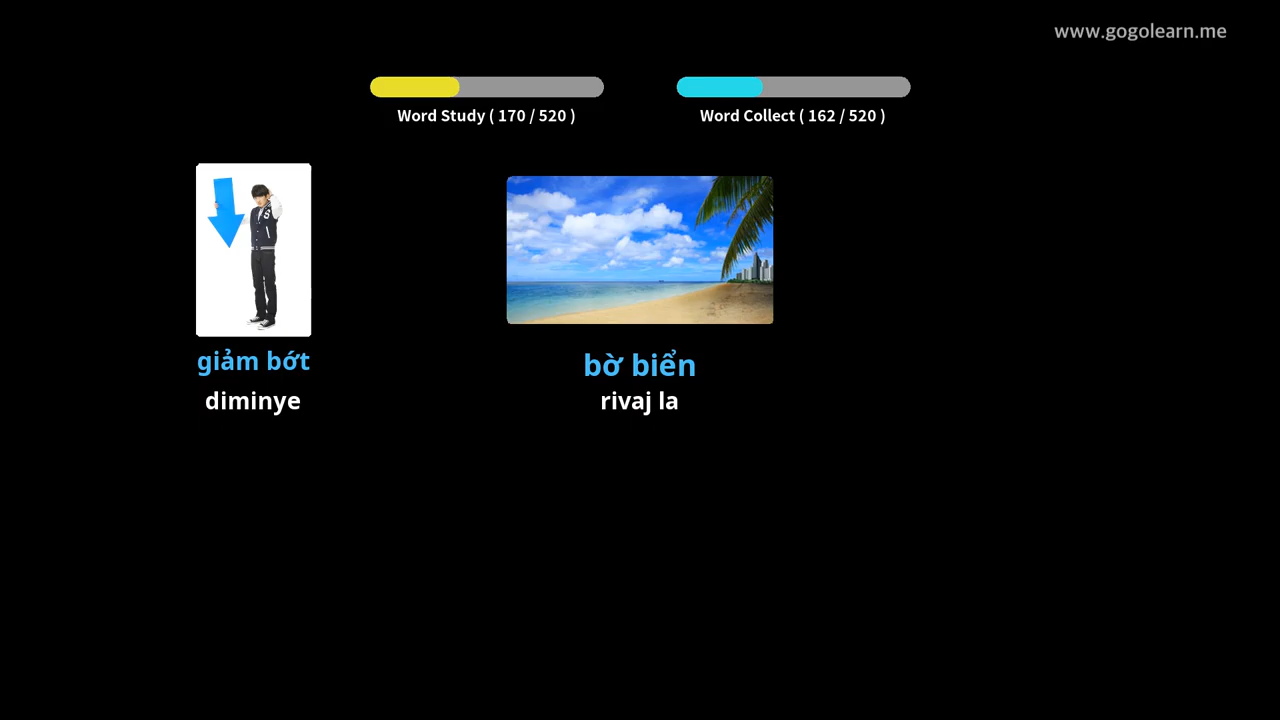 www.gogolearn.me
Word Study ( 170 / 520 )
Word Collect ( 162 / 520 )
giảm bớt
diminye
bờ biển
rivaj la